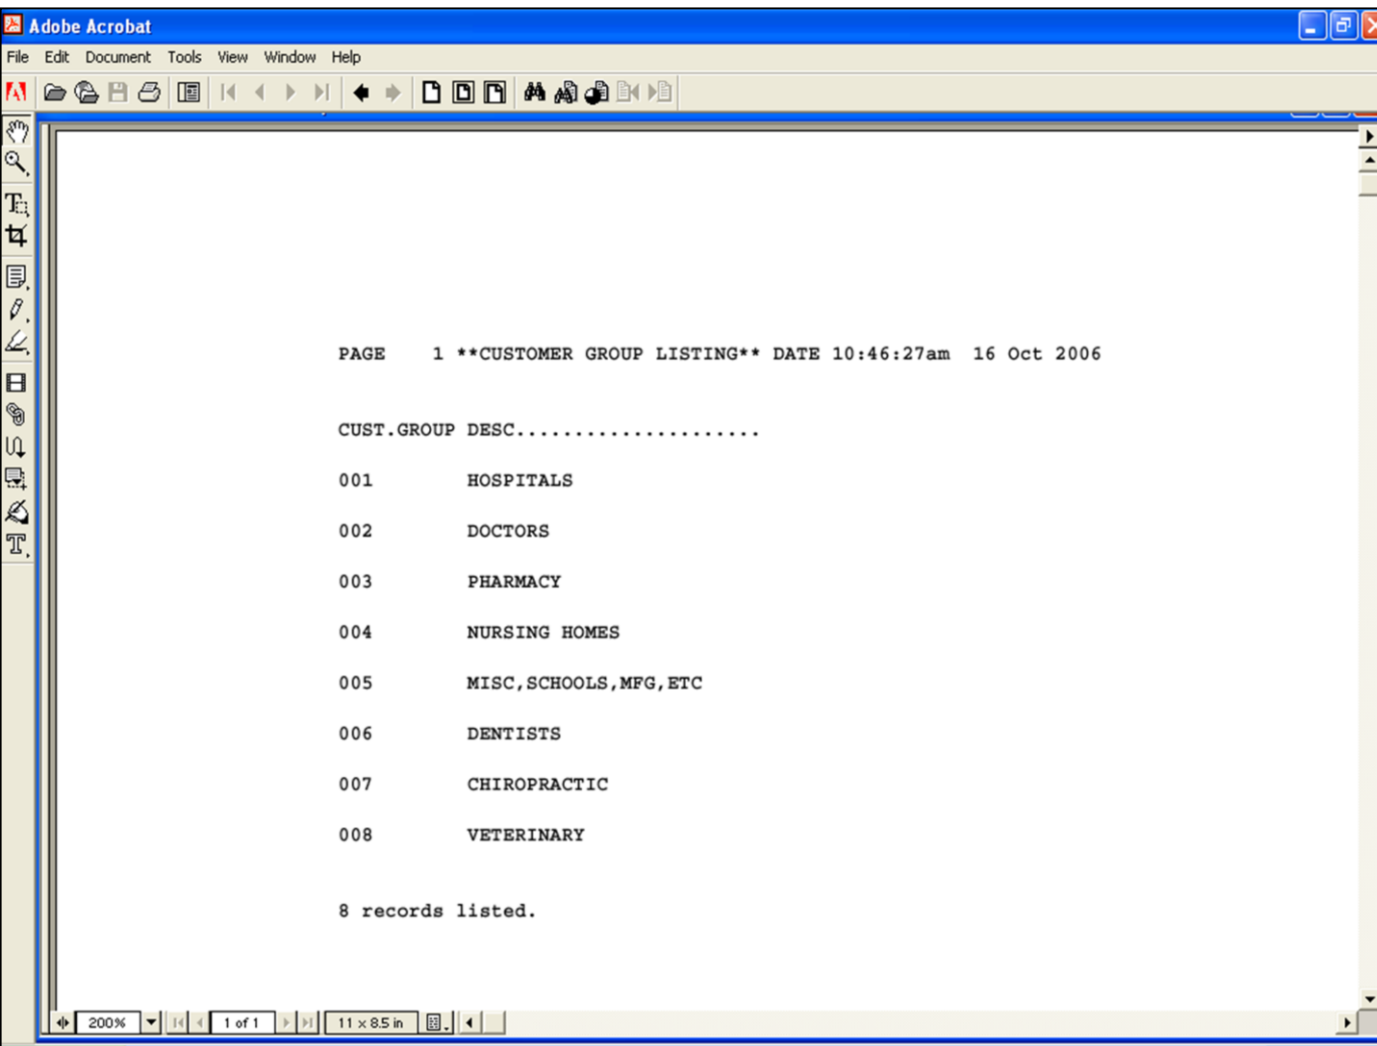 Adobe Acrobat
File Edit Document Tools View Window Help
PAGE    1 **CUSTOMER GROUP LISTING** DATE 10:46:27am  16 Oct 2006
CUST.GROUP DESC.....................
001        HOSPITALS
002        DOCTORS
003        PHARMACY
004        NURSING HOMES
005        MISC,SCHOOLS,MFG,ETC
006        DENTISTS
007        CHIROPRACTIC
008        VETERINARY
8 records listed.
200% 1 of 1 11 x 8.5 in